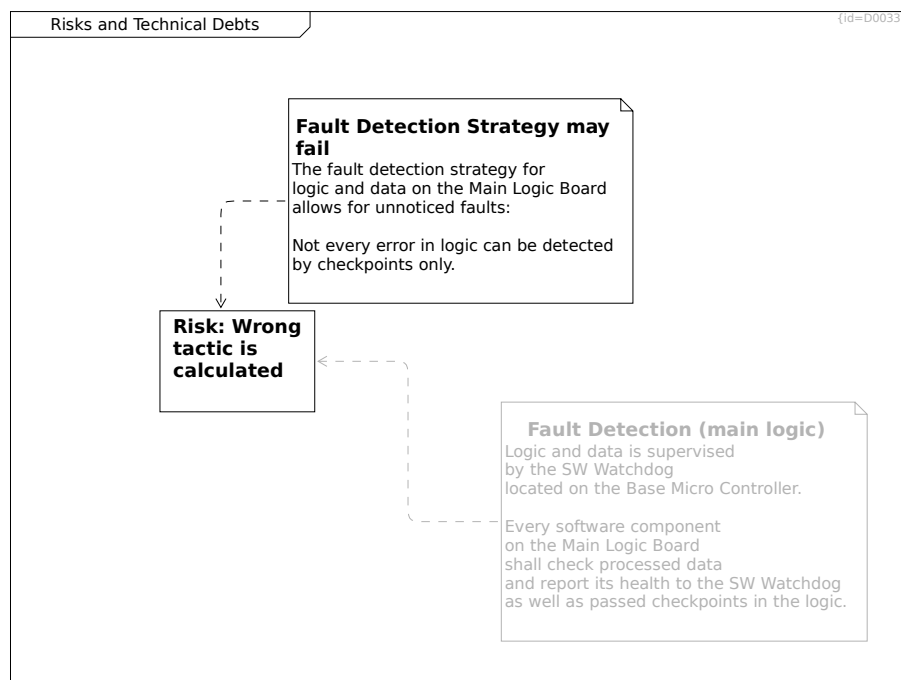 Risks and Technical Debts
{id=D0033
Fault Detection Strategy may
fail
The fault detection strategy for
logic and data on the Main Logic Board
allows for unnoticed faults:
Not every error in logic can be detected
by checkpoints only.
Risk: Wrong
tactic is
calculated
Fault Detection (main logic)
Logic and data is supervised
by the SW Watchdog
located on the Base Micro Controller.
Every software component
on the Main Logic Board
shall check processed data
and report its health to the SW Watchdog
as well as passed checkpoints in the logic.